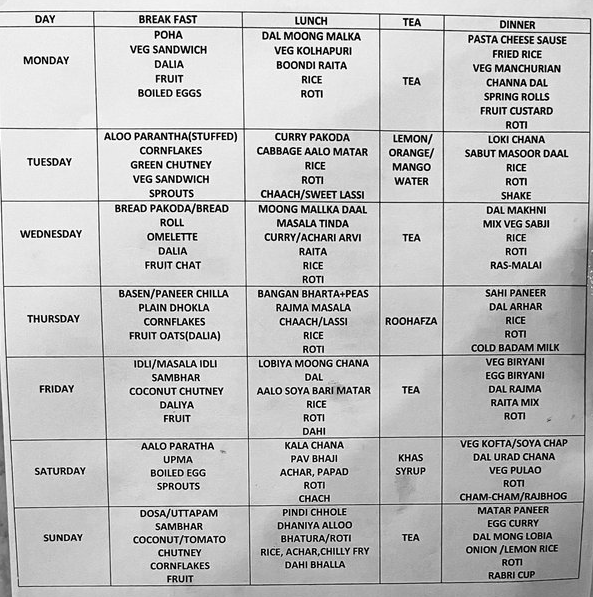 DAY BREAK FAST LUNCH TEA DINNER
MONDAY
POHA
VEG SANDWICH
DALIA
FRUIT
BOILED EGGS
DAL MOONG MALKA
VEG KOLHAPURI
BOONDI RAITA
RICE
ROTI
TEA
PASTA CHEESE SAUSE
FRIED RICE
VEG MANCHURIAN
CHANNA DAL
SPRING ROLLS
FRUIT CUSTARD
ROTI
TUESDAY
ALOO PARANTHA(STUFFED)
CORNFLAKES
GREEN CHUTNEY
VEG SANDWICH
SPROUTS
CURRY PAKODA
CABBAGE AALO MATAR
RICE
ROTI
CHAACH/SWEET LASSI
LEMON/
ORANGE/
MANGO
WATER
LOKI CHANA
SABUT MASOOR DAAL
RICE
ROTI
SHAKE
WEDNESDAY
BREAD PAKODA/BREAD
ROLL
OMELETTE
DALIA
FRUIT CHAT
MOONG MALLKA DAAL
MASALA TINDA
CURRY/ACHARI ARVI
RAITA
RICE
ROTI
TEA
DAL MAKHNI
MIX VEG SABJI
RICE
ROTI
RAS-MALAI
THURSDAY
BASEN/PANEER CHILLA
PLAIN DHOKLA
CORNFLAKES
FRUIT OATS(DALIA)
BANGAN BHARTA+PEAS
RAJMA MASALA
CHAACH/LASSI
RICE
ROTI
ROOHAFZA
SAHI PANEER
DAL ARHAR
RICE
ROTI
COLD BADAM MILK
FRIDAY
IDLI/MASALA IDLI
SAMBHAR
COCONUT CHUTNEY
DALIYA
FRUIT
LOBIYA MOONG CHANA
DAL
AALO SOYA BARI MATAR
RICE
ROTI
DAHI
TEA
VEG BIRYANI
EGG BIRYANI
DAL RAJMA
RAITA MIX
ROTI
SATURDAY
AALO PARATHA
UPMA
BOILED EGG
SPROUTS
KALA CHANA
PAV BHAJI
ACHAR, PAPAD
ROTI
CHACH
KHAS
SYRUP
VEG KOFTA/SOYA CHAP
DAL URAD CHANA
VEG PULAO
ROTI
CHAM-CHAM/RAJBHOG
SUNDAY
DOSA/UTTAPAM
SAMBHAR
COCONUT/TOMATO
CHUTNEY
CORNFLAKES
FRUIT
PINDI CHHOLE
DHANIYA ALLOO
BHATURA/ROTI
RICE, ACHAR,CHILLY FRY
DAHI BHALLA
TEA
MATAR PANEER
EGG CURRY
DAL MONG LOBIA
ONION /LEMON RICE
ROTI
RABRI CUP